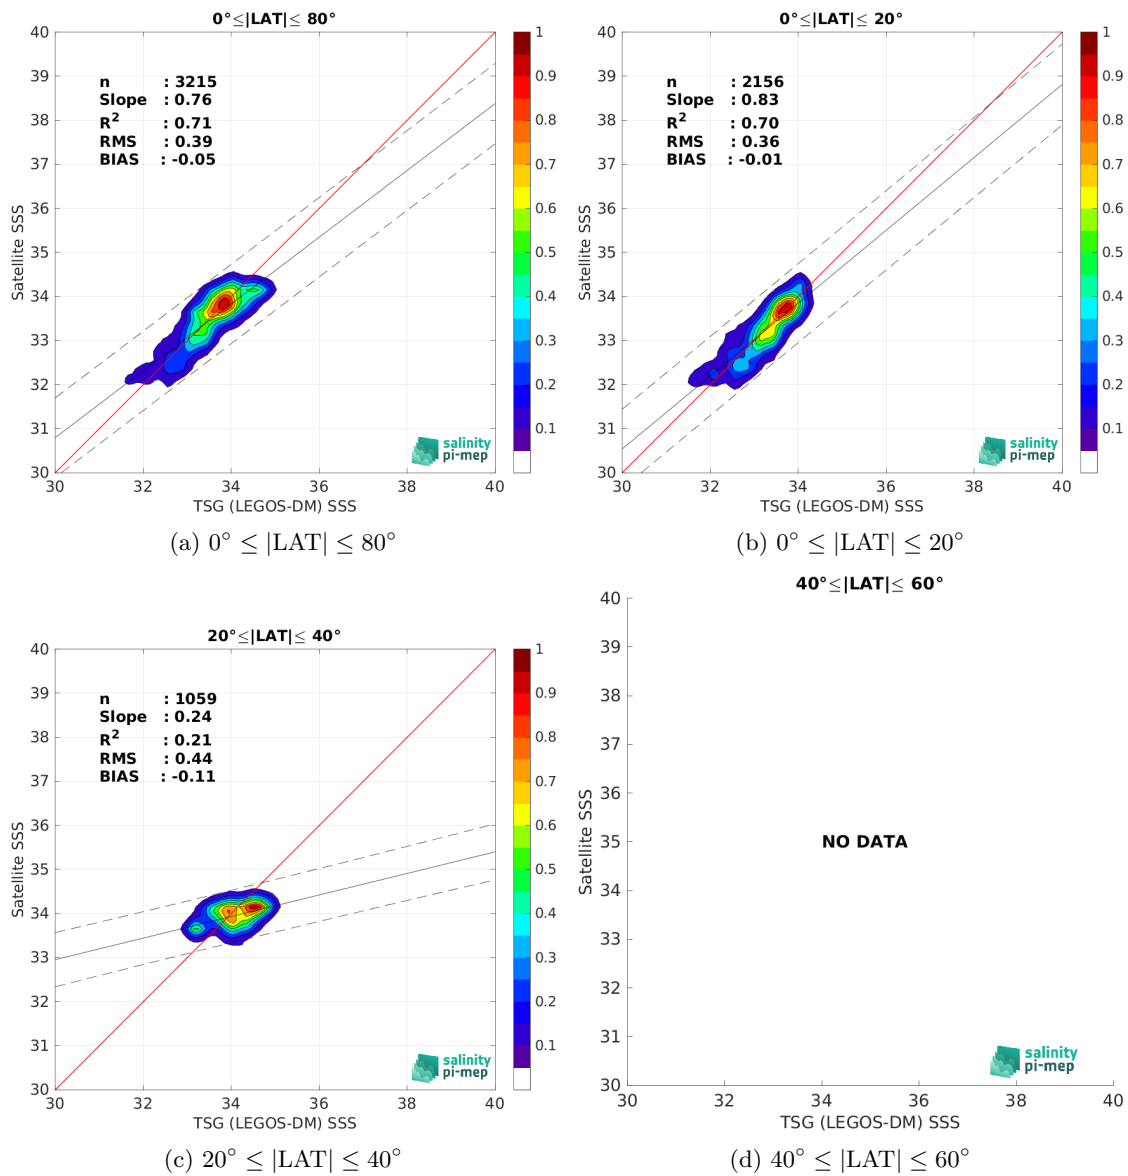 0°≤|LAT|≤ 80°
40
39
38
37
36
35
34
33
32
31
30
Satellite SSS
n : 3215
Slope : 0.76
R² : 0.71
RMS : 0.39
BIAS : -0.05
salinity
pi-mep
30 32 34 36 38 40
TSG (LEGOS-DM) SSS
1
0.9
0.8
0.7
0.6
0.5
0.4
0.3
0.2
0.1
(a) 0° ≤ |LAT| ≤ 80°
0°≤|LAT|≤ 20°
40
39
38
37
36
35
34
33
32
31
30
Satellite SSS
n : 2156
Slope : 0.83
R² : 0.70
RMS : 0.36
BIAS : -0.01
salinity
pi-mep
30 32 34 36 38 40
TSG (LEGOS-DM) SSS
1
0.9
0.8
0.7
0.6
0.5
0.4
0.3
0.2
0.1
(b) 0° ≤ |LAT| ≤ 20°
20°≤|LAT|≤ 40°
40
39
38
37
36
35
34
33
32
31
30
Satellite SSS
n : 1059
Slope : 0.24
R² : 0.21
RMS : 0.44
BIAS : -0.11
salinity
pi-mep
30 32 34 36 38 40
TSG (LEGOS-DM) SSS
1
0.9
0.8
0.7
0.6
0.5
0.4
0.3
0.2
0.1
(c) 20° ≤ |LAT| ≤ 40°
40°≤|LAT|≤ 60°
40
39
38
37
36
35
34
33
32
31
30
Satellite SSS
NO DATA
salinity
pi-mep
30 32 34 36 38 40
TSG (LEGOS-DM) SSS
(d) 40° ≤ |LAT| ≤ 60°